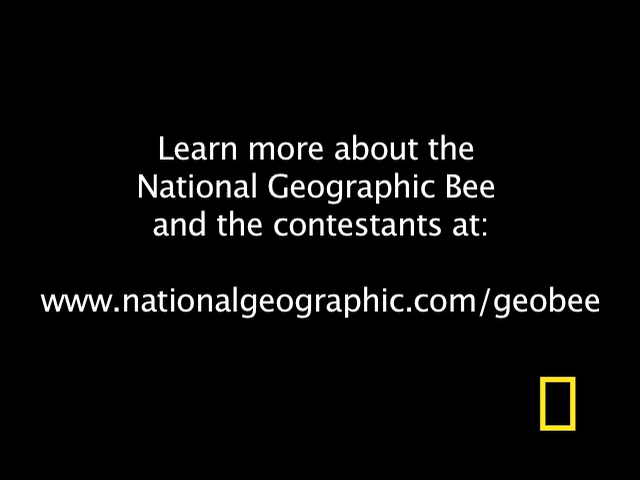 Learn more about the
National Geographic Bee
and the contestants at:
www.nationalgeographic.com/geobee